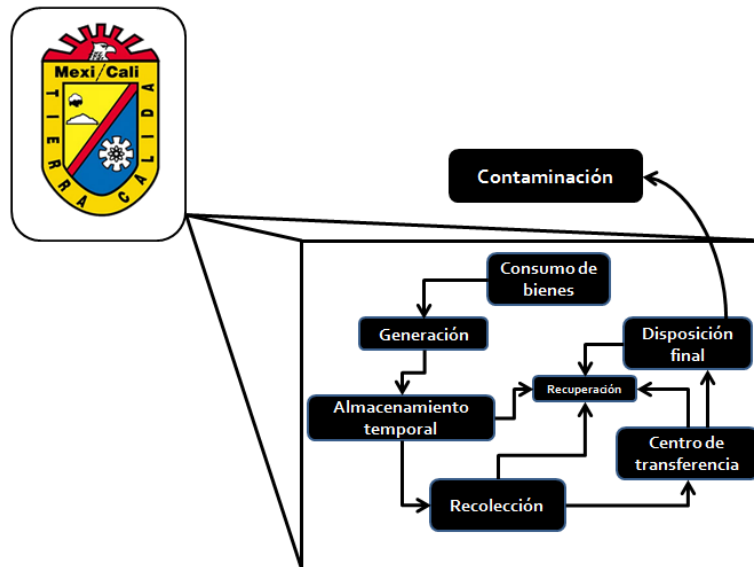 Mexi/Cali
TIERRA CALIDA
Contaminación
Consumo de
bienes
Generación
Disposición
final
Recuperación
Almacenamiento
temporal
Centro de
transferencia
Recolección